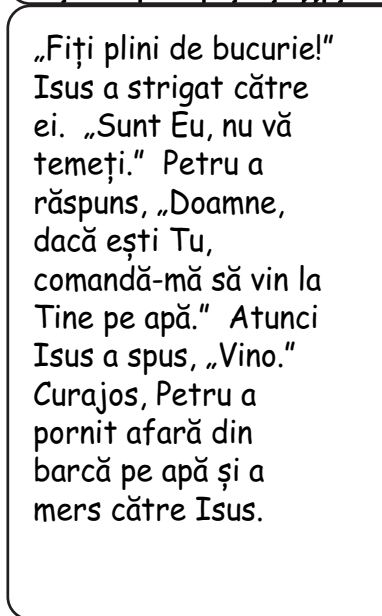 „Fiți plini de bucurie!”
Isus a strigat către
ei.  „Sunt Eu, nu vă
temeți.”  Petru a
răspuns, „Doamne,
dacă ești Tu,
comandă-mă să vin la
Tine pe apă.”  Atunci
Isus a spus, „Vino.”
Curajos, Petru a
pornit afară din
barcă pe apă și a
mers către Isus.